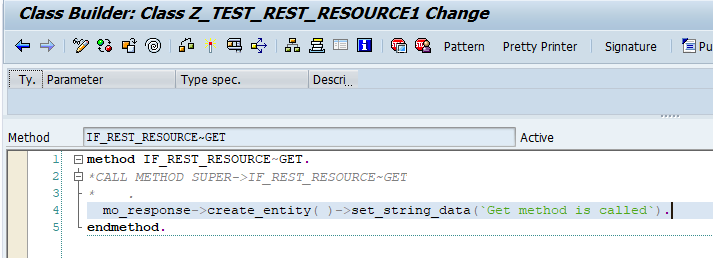 Class Builder: Class Z_TEST_REST_RESOURCE1 Change
Pattern Pretty Printer Signature Pu
Ty. Parameter Type spec. Descri...
Method IF_REST_RESOURCE~GET Active
1 method IF_REST_RESOURCE~GET.
2 *CALL METHOD SUPER->IF_REST_RESOURCE~GET
3 * .
4 mo_response->create_entity( )->set_string_data(`Get method is called`).
5 endmethod.